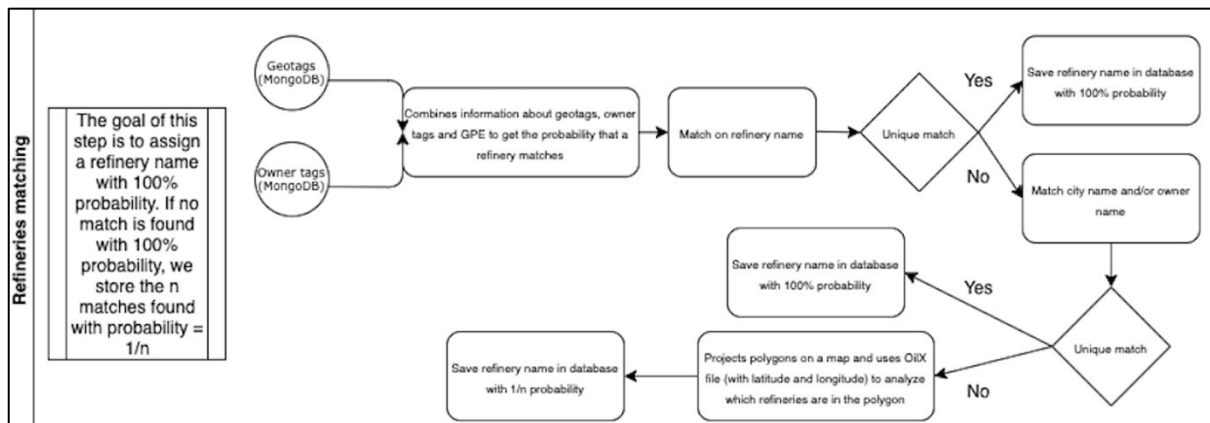 Refineries matching
The goal of this
step is to assign
a refinery name
with 100%
probability. If no
match is found
with 100%
probability, we
store the n
matches found
with probability =
1/n
Geotags
(MongoDB)
Owner tags
(MongoDB)
Combines information about geotags, owner
tags and GPE to get the probability that a
refinery matches
Match on refinery name
Unique match
Yes
Save refinery name in database
with 100% probability
No
Match city name and/or owner
name
Unique match
Yes
Save refinery name in database
with 100% probability
No
Projects polygons on a map and uses OilX
file (with latitude and longitude) to analyze
which refineries are in the polygon
Save refinery name in database
with 1/n probability